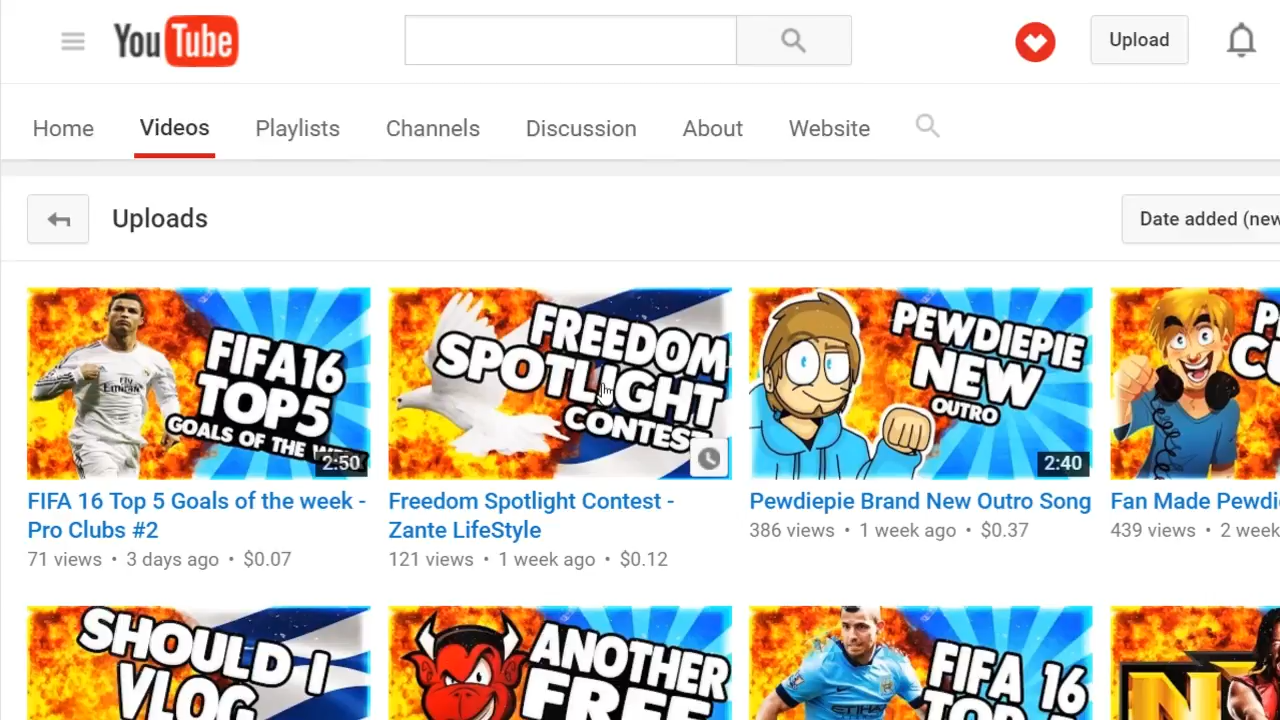 YouTube
Upload
Home Videos Playlists Channels Discussion About Website
Uploads
Date added (new
FIFA16
TOP5
GOALS OF THE
Fly
Emirates
2:50
FREEDOM
SPOTLIGHT
CONTEST
PEWDIEPIE
NEW
OUTRO
2:40
FIFA 16 Top 5 Goals of the week -
Pro Clubs #2
71 views • 3 days ago • $0.07
Freedom Spotlight Contest -
Zante LifeStyle
121 views • 1 week ago • $0.12
Pewdiepie Brand New Outro Song
386 views • 1 week ago • $0.37
Fan Made Pewdi
439 views • 2 week
SHOULD I
VLOG
ANOTHER
FREE
FIFA 16
TOP
ETIHAD
N